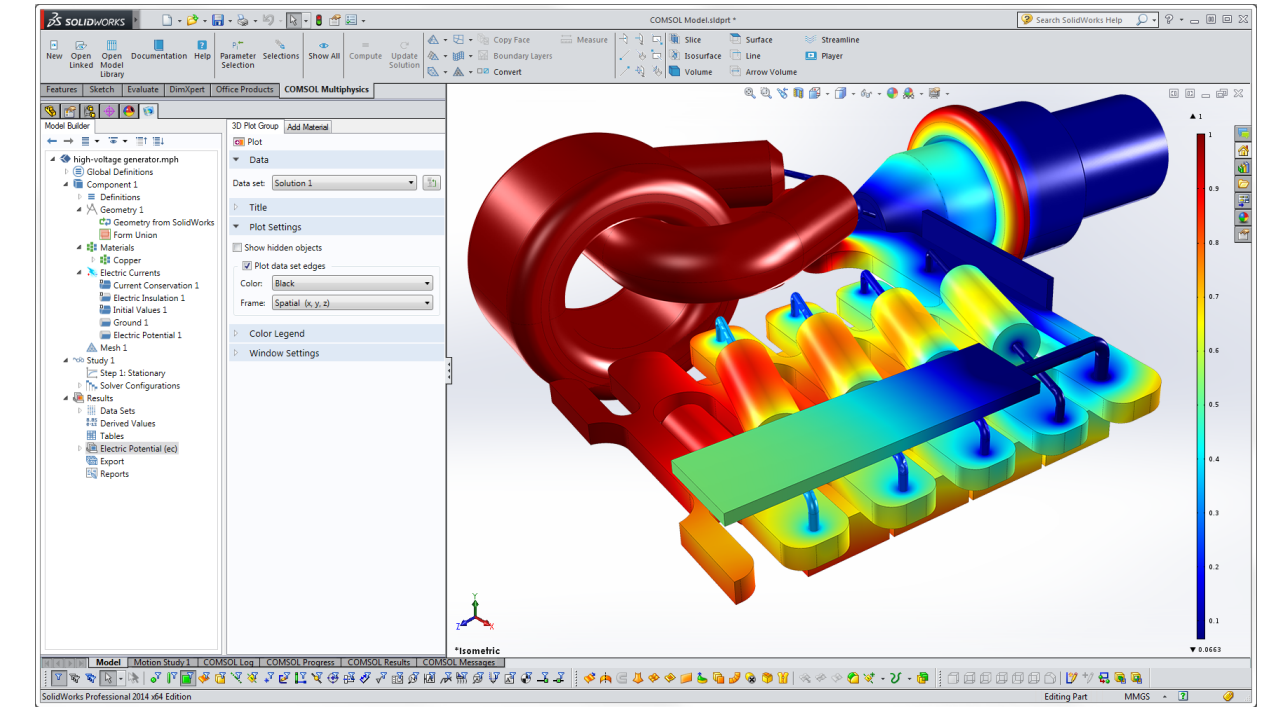 SOLIDWORKS
COMSOL Model.sldprt *
Search SolidWorks Help
New
Open Linked
Open Model Library
Documentation
Help
Parameter Selection
Selections
Show All
Compute
Update Solution
Copy Face
Boundary Layers
Convert
Measure
Slice
Isosurface
Volume
Surface
Line
Arrow Volume
Streamline
Player
Features
Sketch
Evaluate
DimXpert
Office Products
COMSOL Multiphysics
Model Builder
high-voltage generator.mph
Global Definitions
Component 1
Definitions
Geometry 1
Geometry from SolidWorks
Form Union
Materials
Copper
Electric Currents
Current Conservation 1
Electric Insulation 1
Initial Values 1
Ground 1
Electric Potential 1
Mesh 1
Study 1
Step 1: Stationary
Solver Configurations
Results
Data Sets
Derived Values
Tables
Electric Potential (ec)
Export
Reports
3D Plot Group
Add Material
Plot
Data
Data set:
Solution 1
Title
Plot Settings
Show hidden objects
Plot data set edges
Color:
Black
Frame:
Spatial (x, y, z)
Color Legend
Window Settings
▲ 1
1
0.9
0.8
0.7
0.6
0.5
0.4
0.3
0.2
0.1
▼ 0.0663
Y
Z
X
*Isometric
Model
Motion Study 1
COMSOL Log
COMSOL Progress
COMSOL Results
COMSOL Messages
SolidWorks Professional 2014 x64 Edition
Editing Part
MMGS